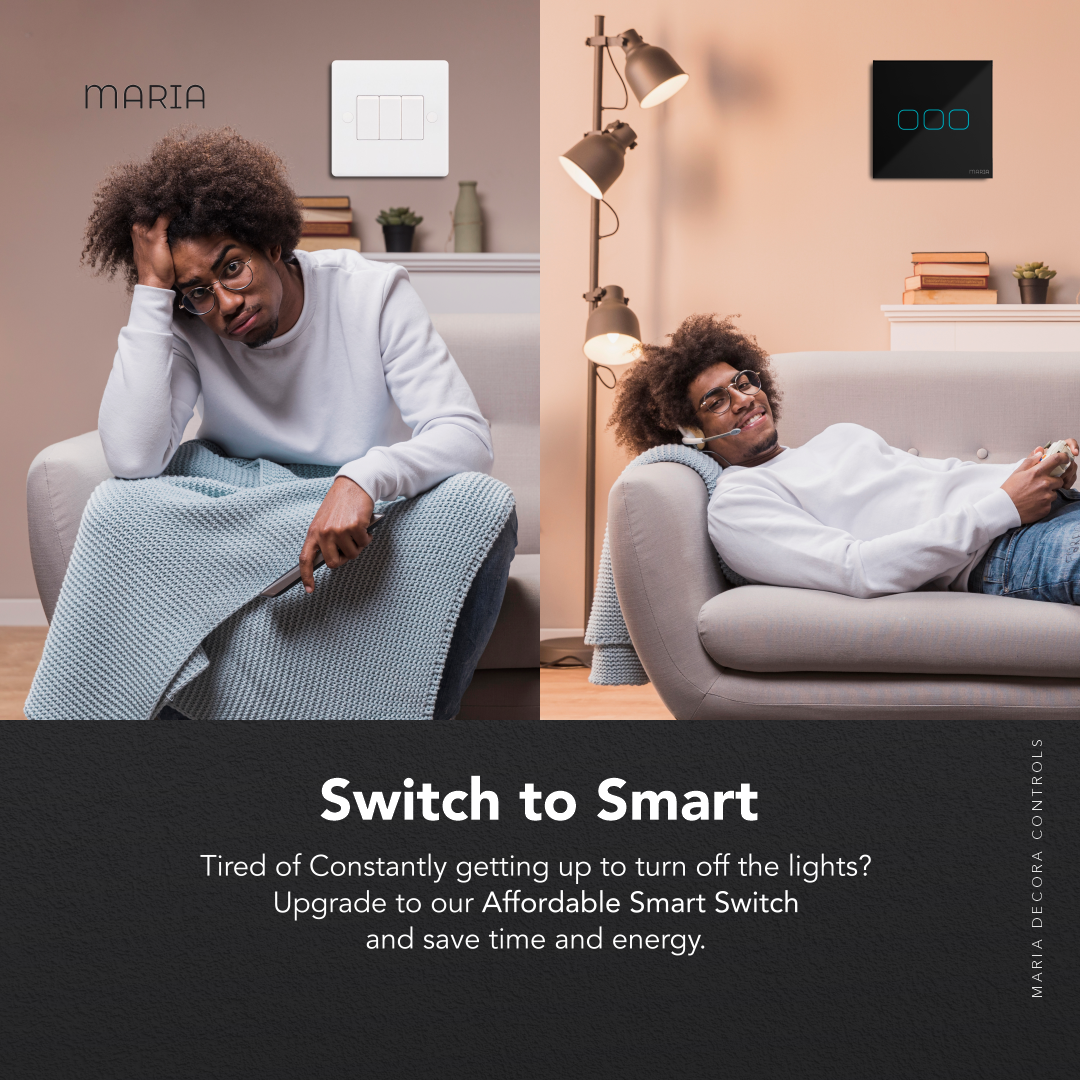 MARIA
MARIA
Switch to Smart
Tired of Constantly getting up to turn off the lights?
Upgrade to our Affordable Smart Switch
and save time and energy.
MARIA DECORA CONTROLS